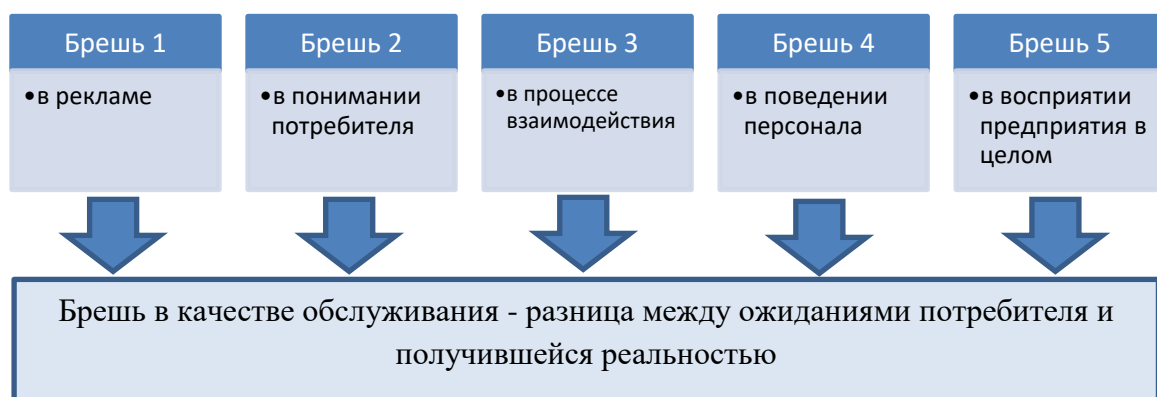 Брешь 1
•в рекламе
Брешь 2
•в понимании
потребителя
Брешь 3
•в процессе
взаимодействия
Брешь 4
•в поведении
персонала
Брешь 5
•в восприятии
предприятия в
целом
Брешь в качестве обслуживания - разница между ожиданиями потребителя и
получившейся реальностью